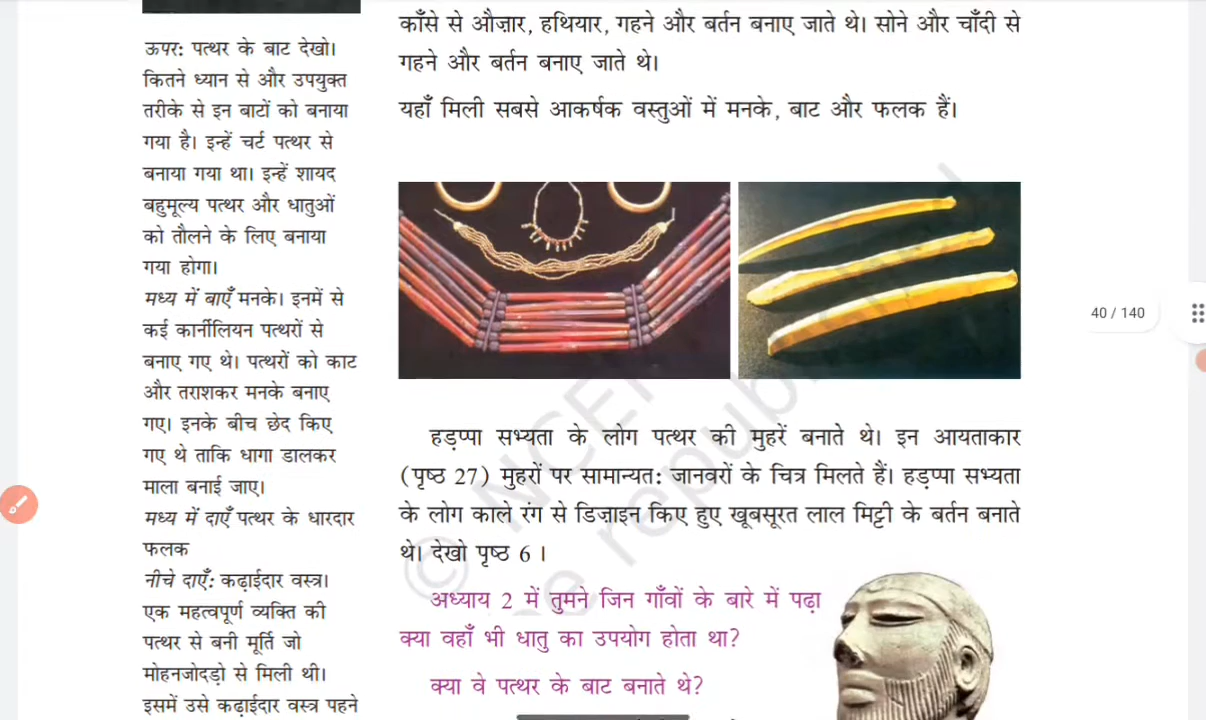 ऊपर: पत्थर के बाट देखो।
कितने ध्यान से और उपयुक्त
तरीके से इन बाटों को बनाया
गया है। इन्हें चर्ट पत्थर से
बनाया गया था। इन्हें शायद
बहुमूल्य पत्थर और धातुओं
को तौलने के लिए बनाया
गया होगा।
मध्य में बाएँ मनके। इनमें से
कई कार्नीलियन पत्थरों से
बनाए गए थे। पत्थरों को काट
और तराशकर मनके बनाए
गए। इनके बीच छेद किए
गए थे ताकि धागा डालकर
माला बनाई जाए।
मध्य में दाएँ पत्थर के धारदार
फलक
नीचे दाएँ: कढ़ाईदार वस्त्र।
एक महत्वपूर्ण व्यक्ति की
पत्थर से बनी मूर्ति जो
मोहनजोदड़ो से मिली थी।
इसमें उसे कढ़ाईदार वस्त्र पहने
काँसे से औज़ार, हथियार, गहने और बर्तन बनाए जाते थे। सोने और चाँदी से
गहने और बर्तन बनाए जाते थे।
यहाँ मिली सबसे आकर्षक वस्तुओं में मनके, बाट और फलक हैं।
हड़प्पा सभ्यता के लोग पत्थर की मुहरें बनाते थे। इन आयताकार
(पृष्ठ 27) मुहरों पर सामान्यत: जानवरों के चित्र मिलते हैं। हड़प्पा सभ्यता
के लोग काले रंग से डिज़ाइन किए हुए खूबसूरत लाल मिट्टी के बर्तन बनाते
थे। देखो पृष्ठ 6।
अध्याय 2 में तुमने जिन गाँवों के बारे में पढ़ा
क्या वहाँ भी धातु का उपयोग होता था?
क्या वे पत्थर के बाट बनाते थे?
40 / 140